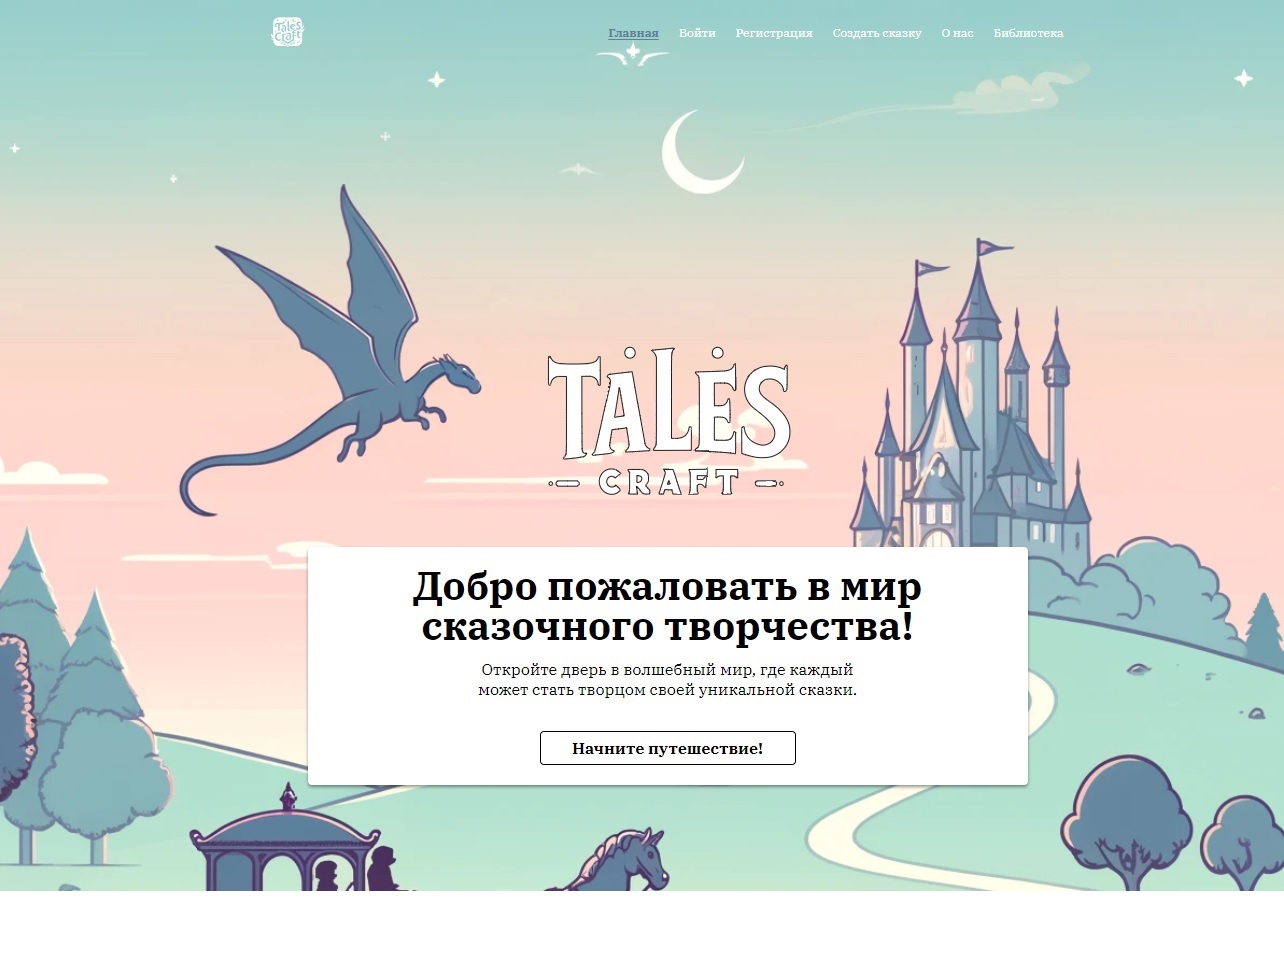 Tales
Craft
Главная Войти Регистрация Создать сказку О нас Библиотека
TALES
CRAFT
Добро пожаловать в мир
сказочного творчества!
Откройте дверь в волшебный мир, где каждый
может стать творцом своей уникальной сказки.
Начните путешествие!